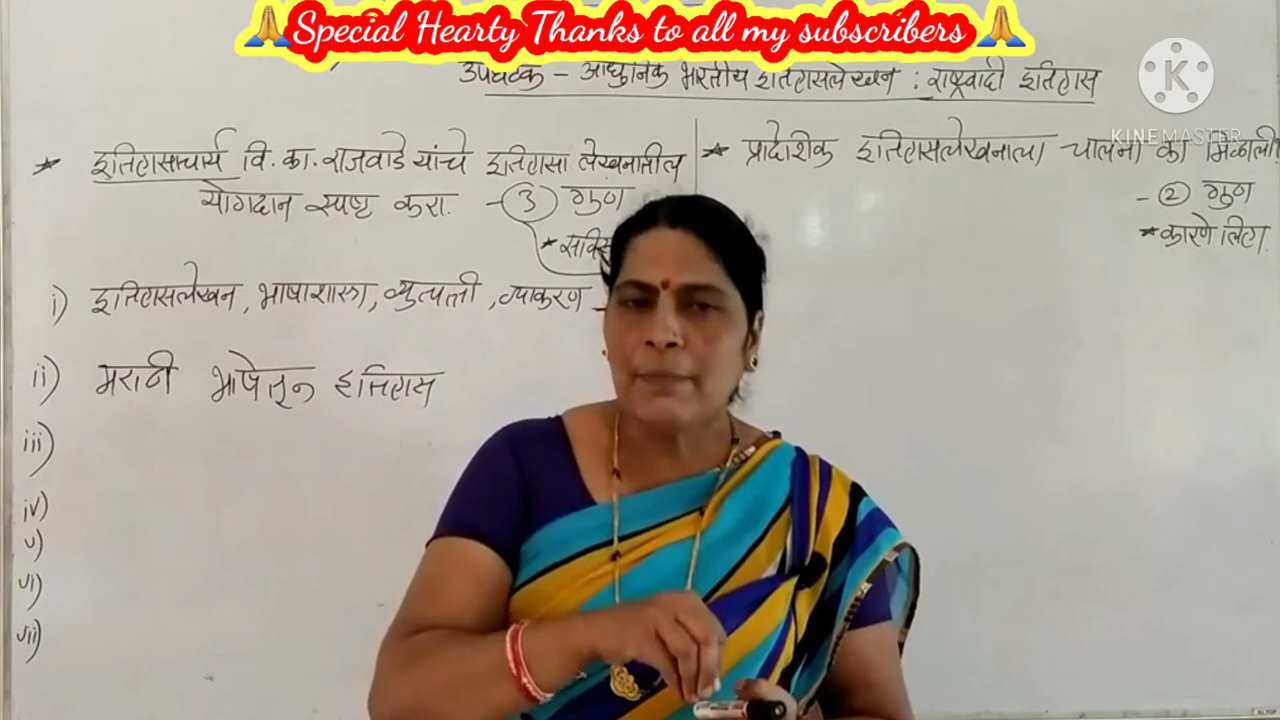 🙏Special Hearty Thanks to all my subscribers 🙏
उपघटक - आधुनिक भारतीय इतिहासलेखन : राष्ट्रवादी इतिहास
KINEMASTER
* इतिहासाचार्य वि. का. राजवाडे यांचे इतिहासा लेखनातील
योगदान स्पष्ट करा. - ③ गुण
i) इतिहासलेखन, भाषाशास्त्र, व्युत्पत्ती, व्याकरण -
ii) मराठी भाषेतून इतिहास
iii)
iv)
v)
vi)
vii)
* प्रादेशिक इतिहासलेखनाला चालना का मिळाली
- ② गुण
* कारणे लिहा.